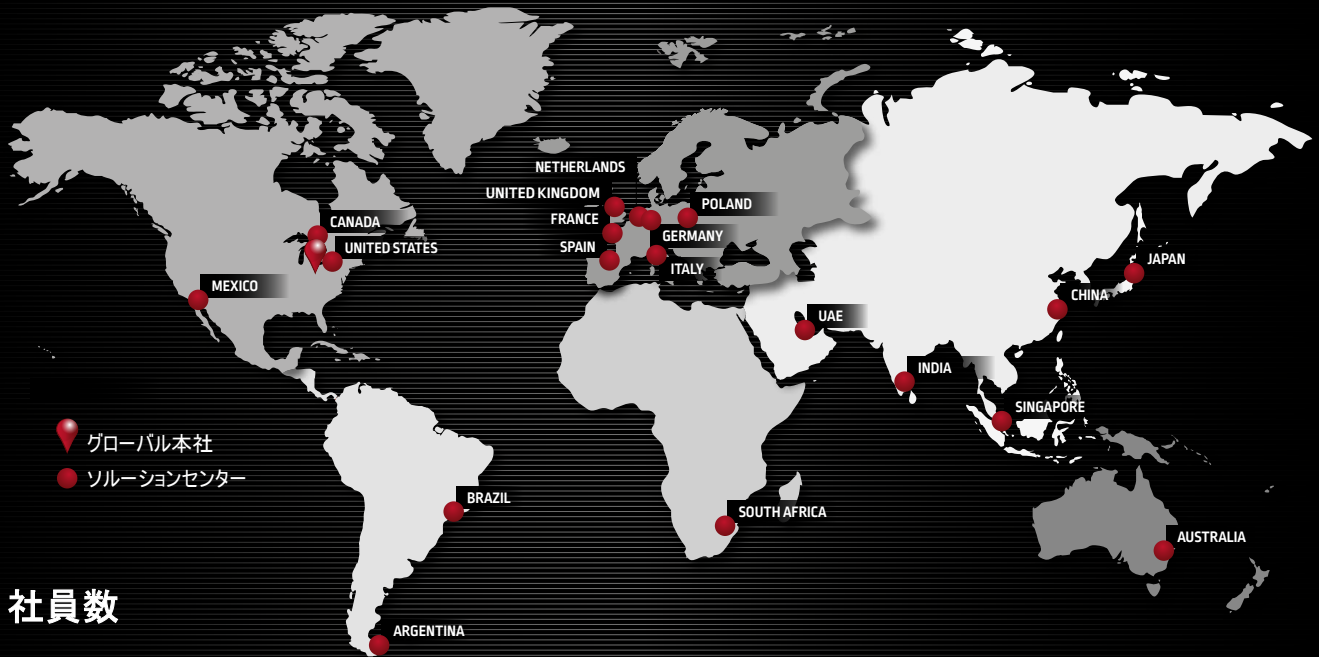 NETHERLANDS
UNITED KINGDOM
POLAND
CANADA
FRANCE
GERMANY
UNITED STATES
SPAIN
ITALY
JAPAN
MEXICO
CHINA
UAE
INDIA
SINGAPORE
グローバル本社
ソルーションセンター
BRAZIL
SOUTH AFRICA
AUSTRALIA
社員数
ARGENTINA